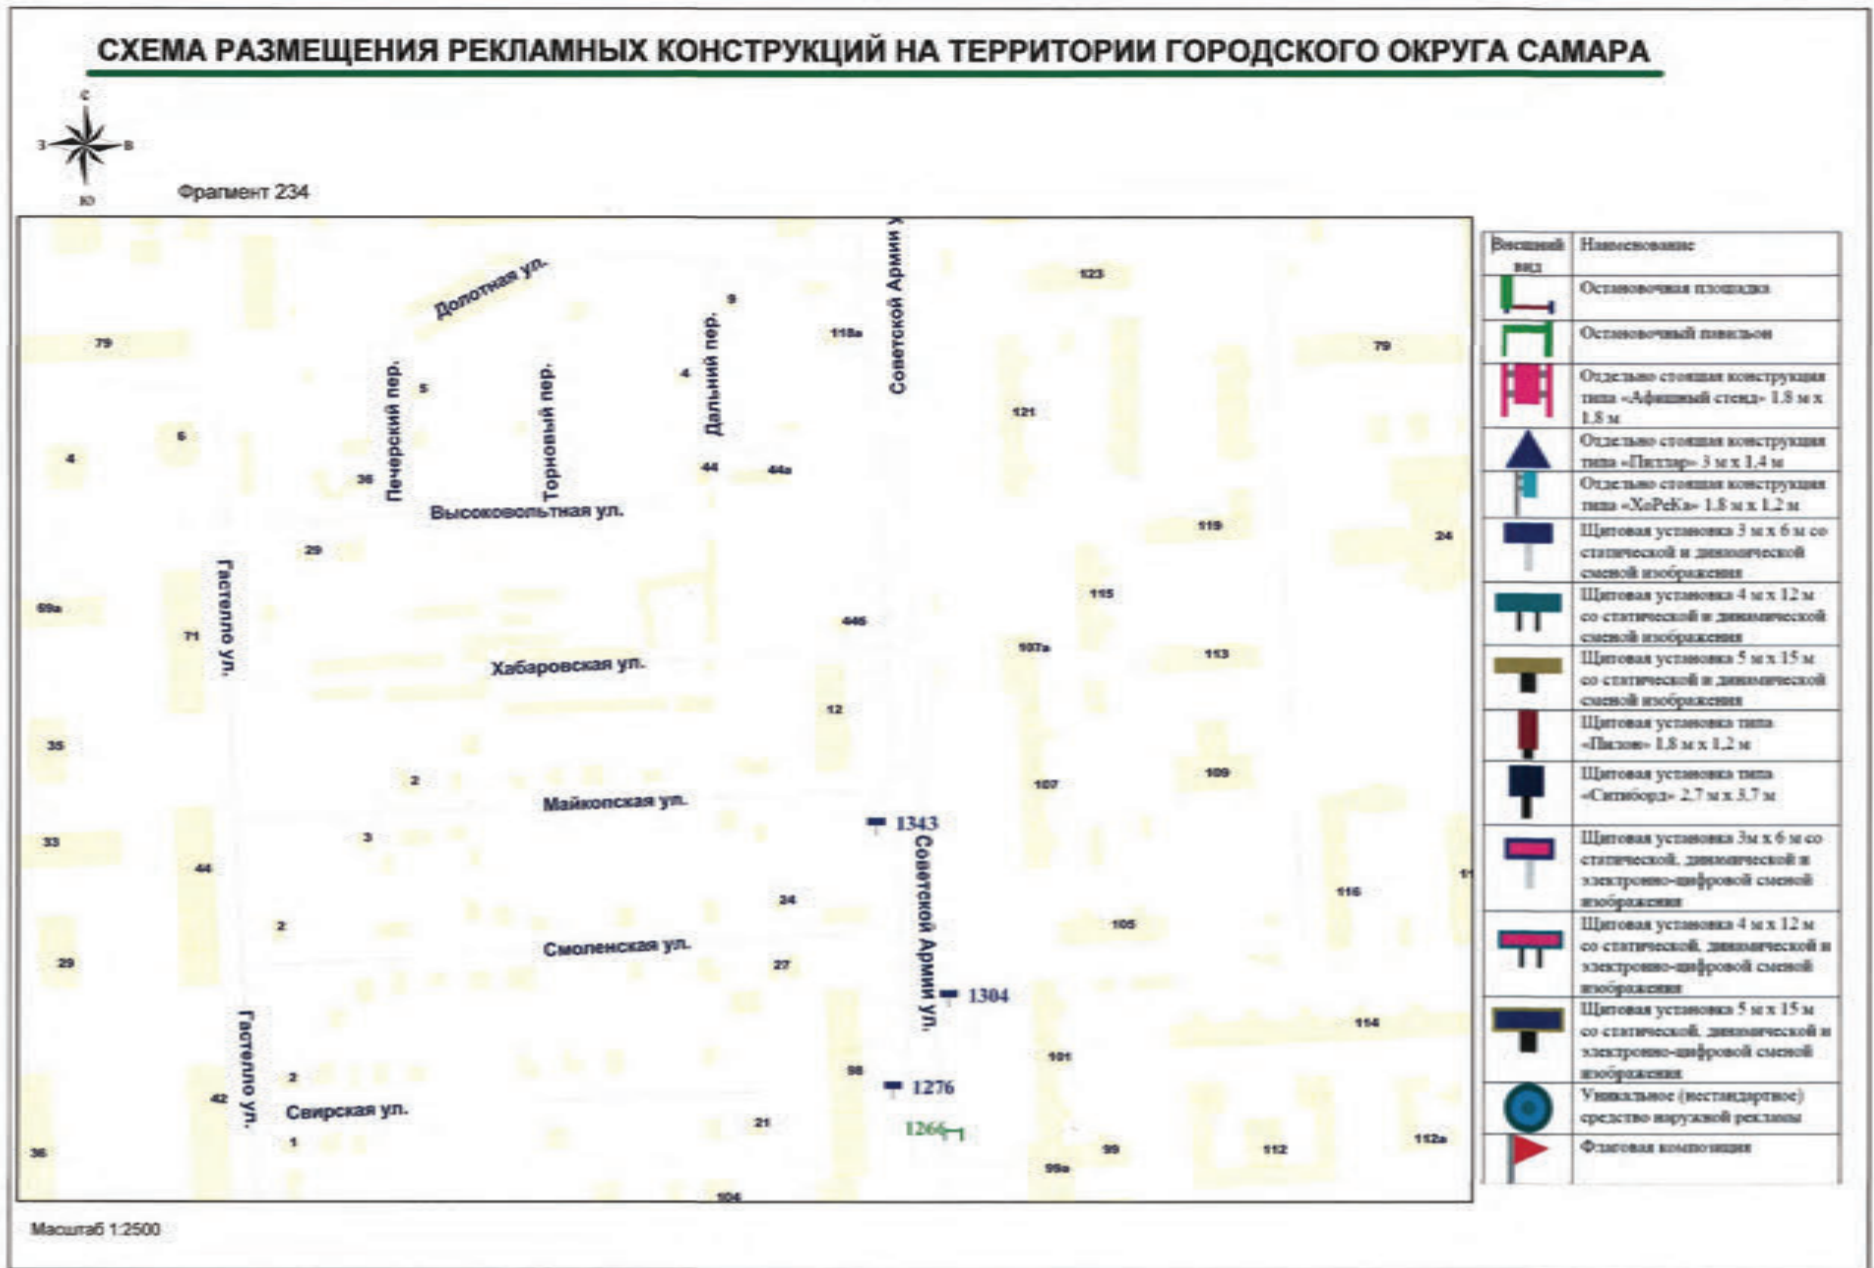 СХЕМА РАЗМЕЩЕНИЯ РЕКЛАМНЫХ КОНСТРУКЦИЙ НА ТЕРРИТОРИИ ГОРОДСКОГО ОКРУГА САМАРА
С
З
В
Ю
Фрагмент 234
Советской Армии у
Долотная ул.
123
9
79
118а
79
Печерский пер.
5
Торновый пер.
4
Дальний пер.
121
4
36
44
44а
Высоковольтная ул.
119
24
29
Гастелло ул.
115
69а
71
107а
113
Хабаровская ул.
12
35
2
Майкопская ул.
107
109
1343
33
3
44
Советской Армии ул.
24
116
2
105
Смоленская ул.
29
27
1304
Гастелло ул.
114
101
98
2
1276
42
Свирская ул.
21
1266
1
36
99
112
112а
99а
104
Масштаб 1:2500
Внешний вид
Наименование
Остановочная площадка
Остановочный павильон
Отдельно стоящая конструкция
типа «Афишный стенд» 1.8 м х
1.8 м
Отдельно стоящая конструкция
типа «Пиллар» 3 м х 1,4 м
Отдельно стоящая конструкция
типа «ХоРеКа» 1.8 м х 1,2 м
Щитовая установка 3 м х 6 м со
статической и динамической
сменой изображения
Щитовая установка 4 м х 12 м
со статической и динамической
сменой изображения
Щитовая установка 5 м х 15 м
со статической и динамической
сменой изображения
Щитовая установка типа
«Пилон» 1,8 м х 1,2 м
Щитовая установка типа
«Ситиборд» 2,7 м х 3,7 м
Щитовая установка 3м х 6 м со
статической, динамической и
электронно-цифровой сменой
изображения
Щитовая установка 4 м х 12 м
со статической, динамической и
электронно-цифровой сменой
изображения
Щитовая установка 5 м х 15 м
со статической, динамической и
электронно-цифровой сменой
изображения
Уникальное (нестандартное)
средство наружной рекламы
Флаговая композиция